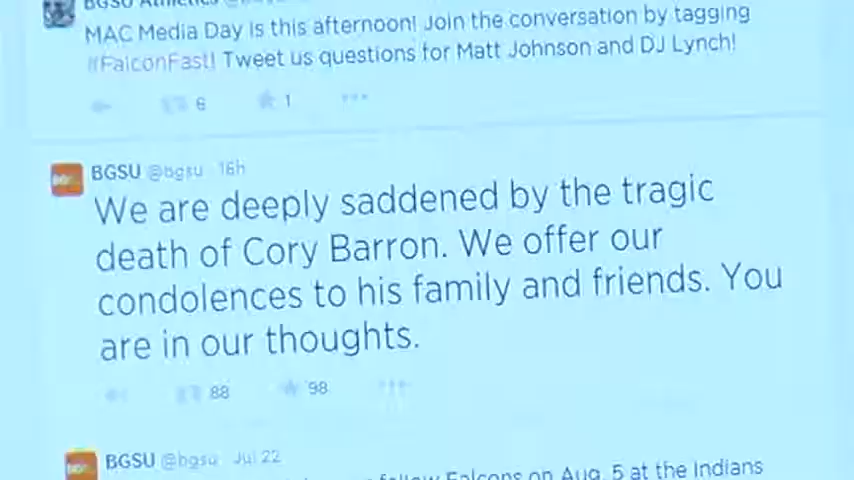 BGSU Athletics
MAC Media Day is this afternoon! Join the conversation by tagging
#FalconFast! Tweet us questions for Matt Johnson and DJ Lynch!
6 1
BGSU @bgsu · 16h
We are deeply saddened by the tragic
death of Cory Barron. We offer our
condolences to his family and friends. You
are in our thoughts.
88 98
BGSU @bgsu · Jul 22
follow Falcons on Aug. 5 at the Indians